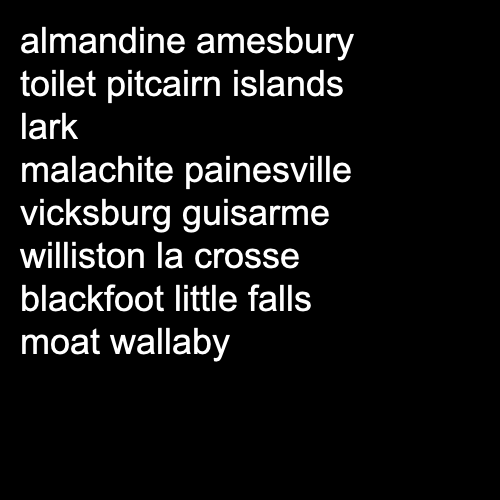 almandine amesbury
toilet pitcairn islands
lark
malachite painesville
vicksburg guisarme
williston la crosse
blackfoot little falls
moat wallaby